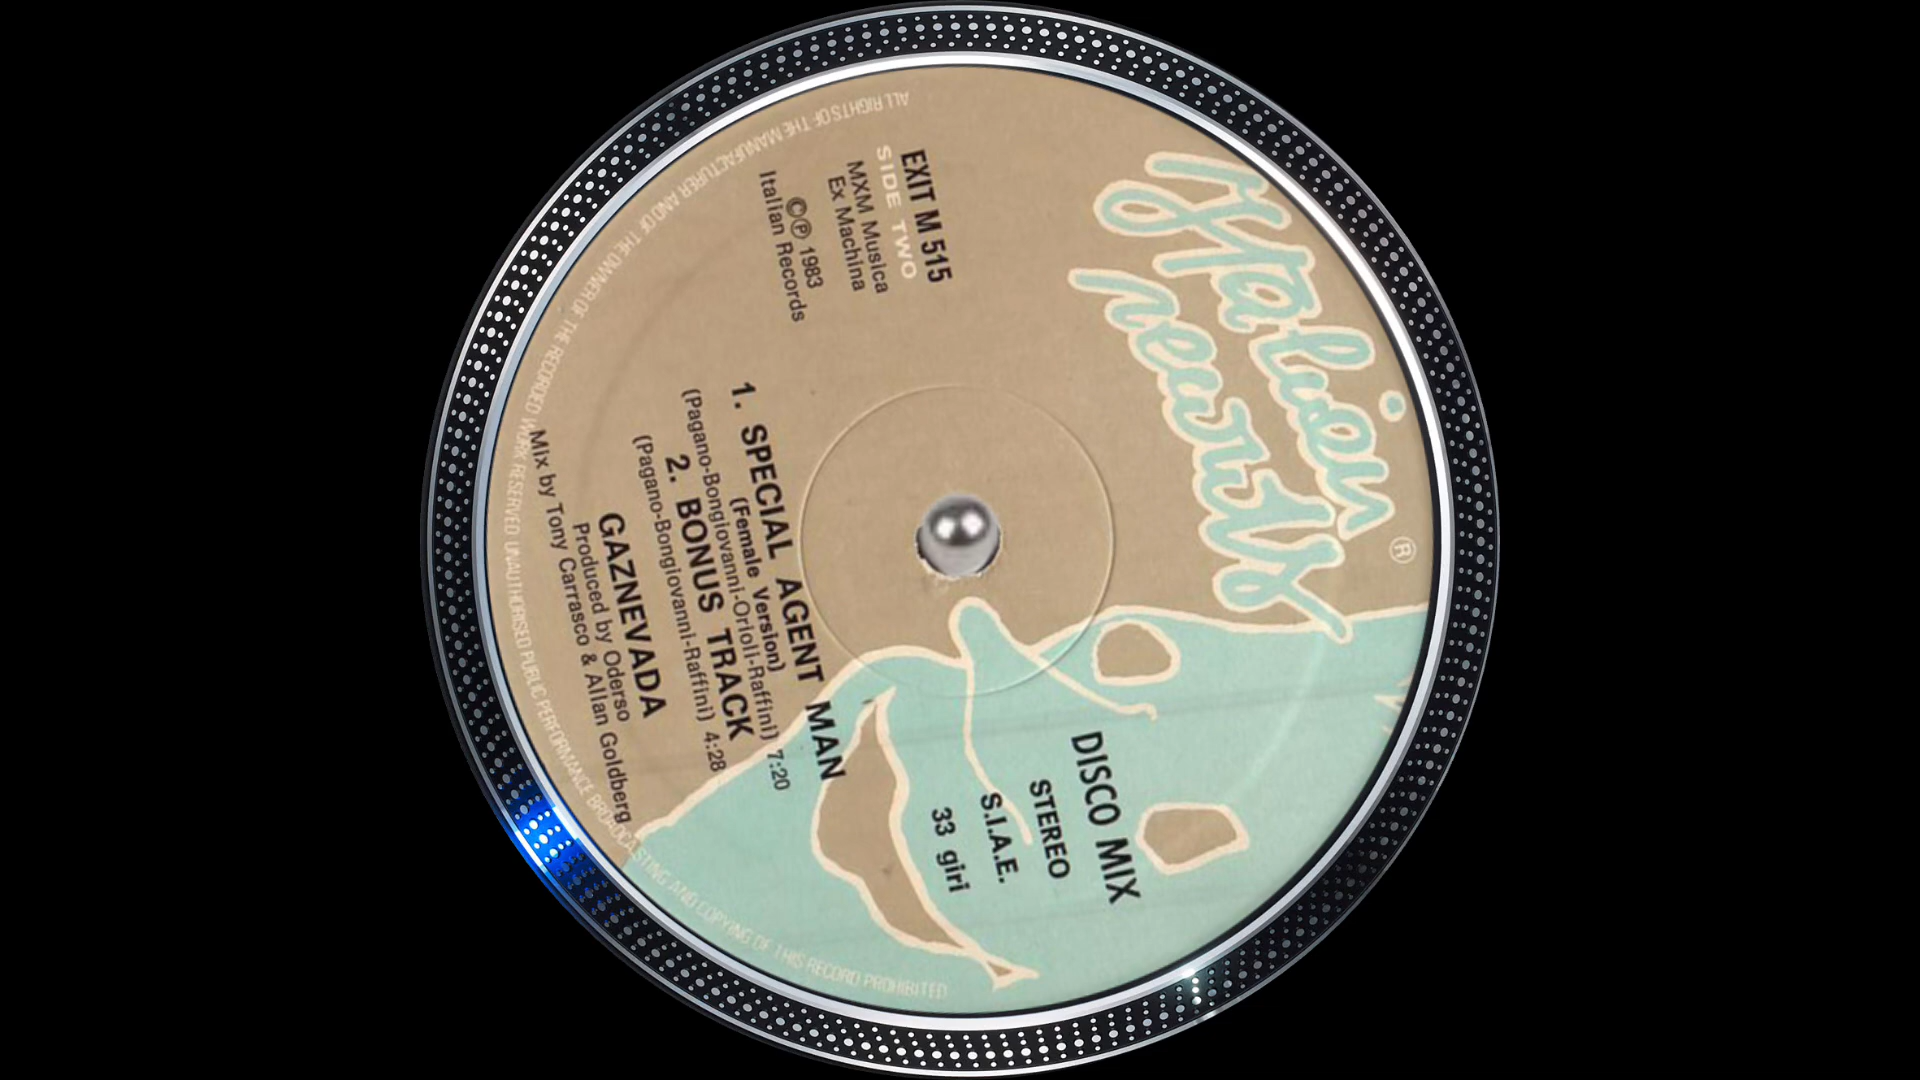 Italian
records
®
EXIT M 515
SIDE TWO
MXM Musica
Ex Machina
©℗ 1983
Italian Records
DISCO MIX
STEREO
S.I.A.E.
33 giri
1. SPECIAL AGENT MAN
(Female Version)
(Pagano-Bongiovanni-Orioli-Raffini) 7:20
2. BONUS TRACK
(Pagano-Bongiovanni-Raffini) 4:28
GAZNEVADA
Produced by Oderso
Mix by Tony Carrasco & Allan Goldberg
ALL RIGHTS OF THE MANUFACTURER AND OF THE OWNER OF THE RECORDED WORK RESERVED. UNAUTHORISED PUBLIC PERFORMANCE BROADCASTING AND COPYING OF THIS RECORD PROHIBITED